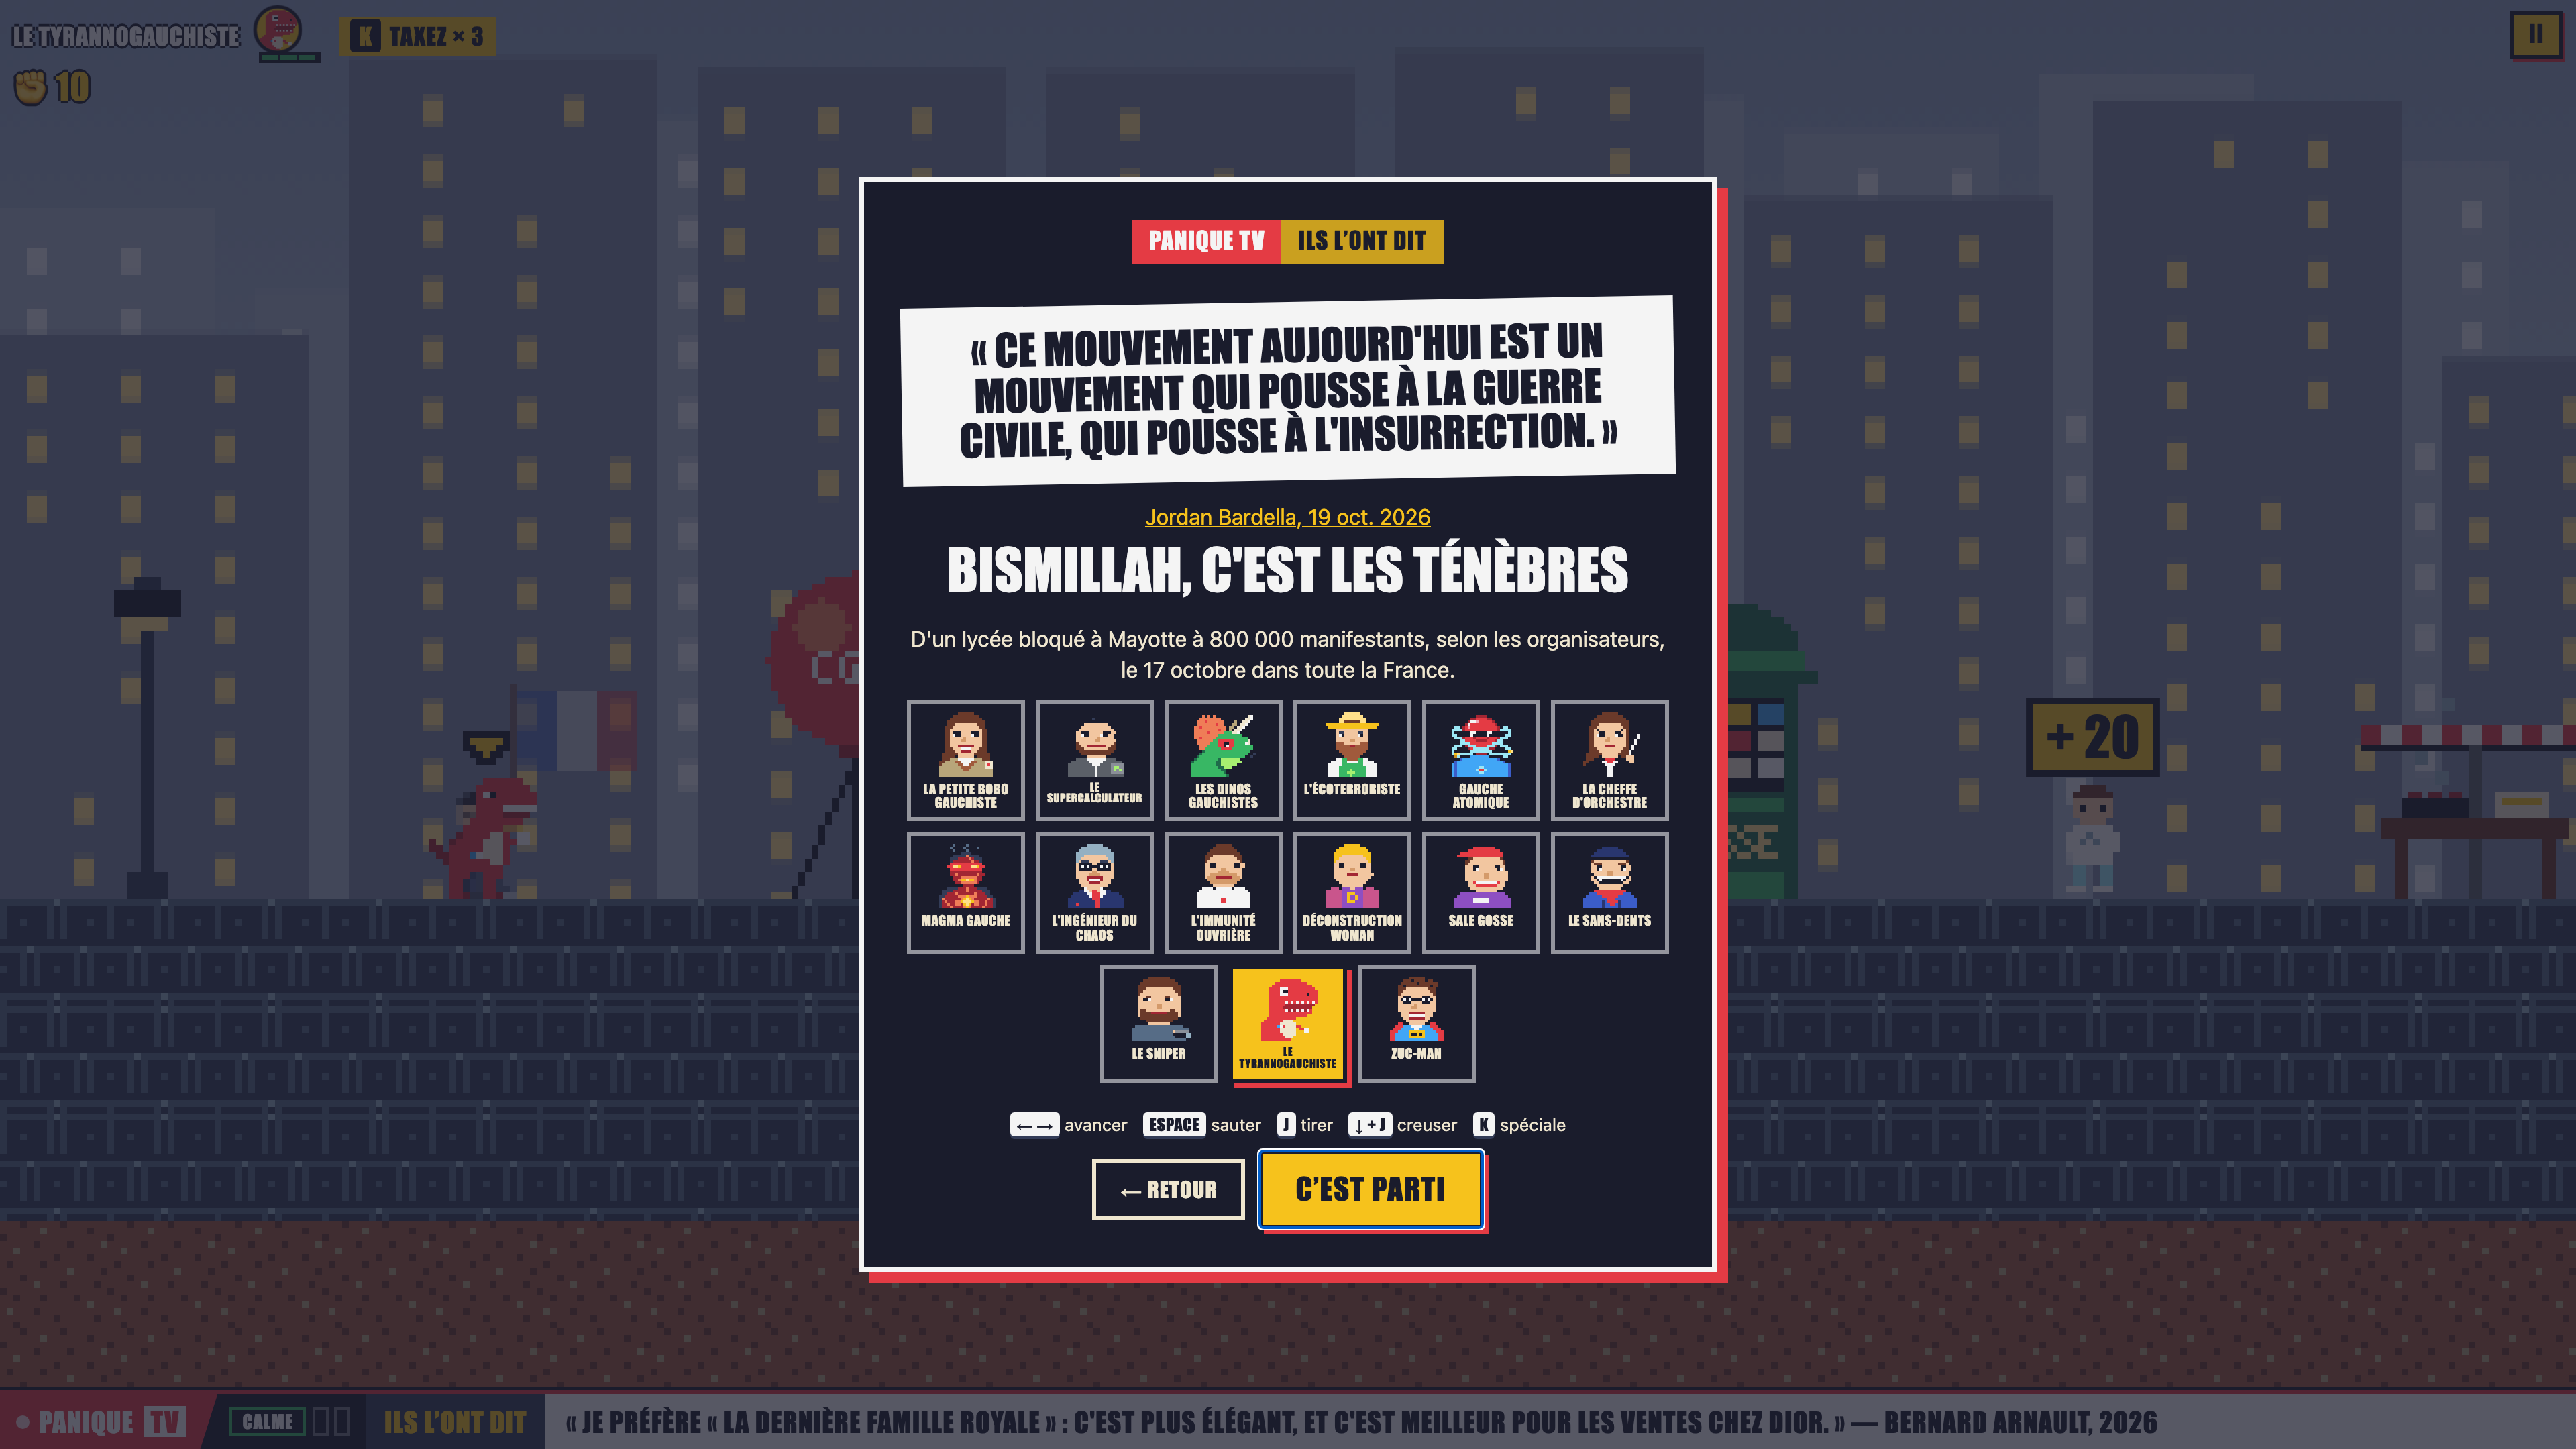 LE TYRANNOGAUCHISTE
K TAXEZ × 3
10
PANIQUE TV ILS L'ONT DIT
« CE MOUVEMENT AUJOURD'HUI EST UN
MOUVEMENT QUI POUSSE À LA GUERRE
CIVILE, QUI POUSSE À L'INSURRECTION. »
Jordan Bardella, 19 oct. 2026
BISMILLAH, C'EST LES TÉNÈBRES
D'un lycée bloqué à Mayotte à 800 000 manifestants, selon les organisateurs,
le 17 octobre dans toute la France.
LA PETITE BOBO
GAUCHISTE
LE
SUPERCALCULATEUR
LES DINOS
GAUCHISTES
L'ÉCOTERRORISTE
GAUCHE
ATOMIQUE
LA CHEFFE
D'ORCHESTRE
MAGMA GAUCHE
L'INGÉNIEUR DU
CHAOS
L'IMMUNITÉ
OUVRIÈRE
DÉCONSTRUCTION
WOMAN
SALE GOSSE
LE SANS-DENTS
LE SNIPER
LE
TYRANNOGAUCHISTE
ZUC-MAN
+ 20
←→ avancer ESPACE sauter J tirer ↓+J creuser K spéciale
← RETOUR
C'EST PARTI
PANIQUE TV CALME ILS L'ONT DIT « JE PRÉFÈRE « LA DERNIÈRE FAMILLE ROYALE » : C'EST PLUS ÉLÉGANT, ET C'EST MEILLEUR POUR LES VENTES CHEZ DIOR. » — BERNARD ARNAULT, 2026